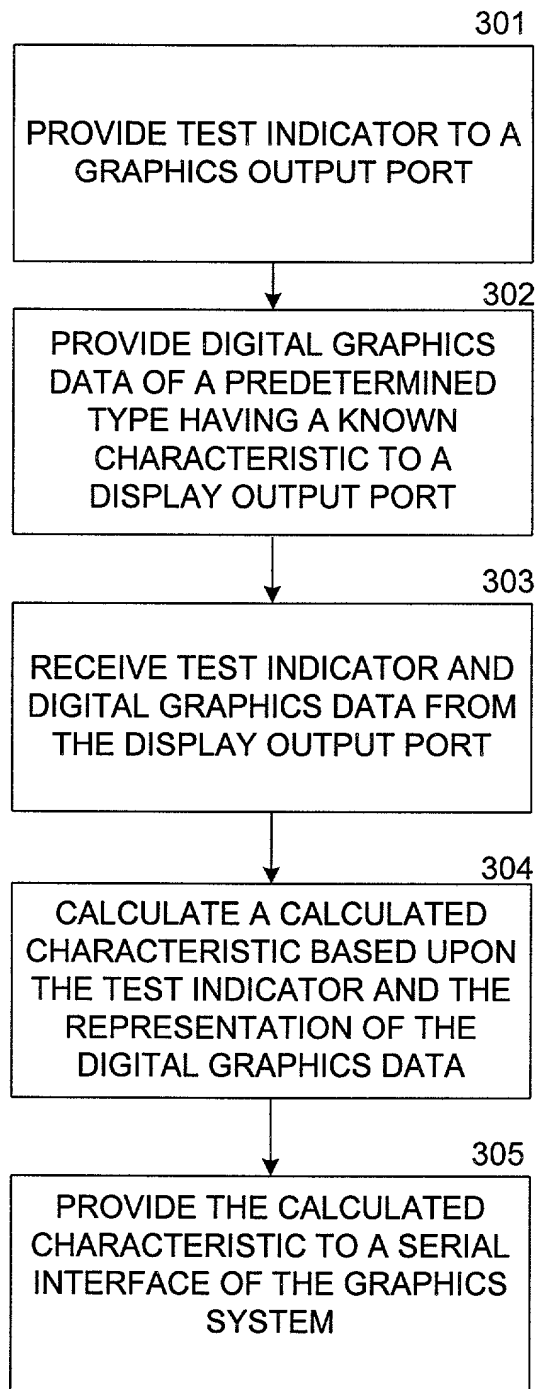 301
PROVIDE TEST INDICATOR TO A
GRAPHICS OUTPUT PORT
302
PROVIDE DIGITAL GRAPHICS
DATA OF A PREDETERMINED
TYPE HAVING A KNOWN
CHARACTERISTIC TO A
DISPLAY OUTPUT PORT
303
RECEIVE TEST INDICATOR AND
DIGITAL GRAPHICS DATA FROM
THE DISPLAY OUTPUT PORT
304
CALCULATE A CALCULATED
CHARACTERISTIC BASED UPON
THE TEST INDICATOR AND THE
REPRESENTATION OF THE
DIGITAL GRAPHICS DATA
305
PROVIDE THE CALCULATED
CHARACTERISTIC TO A SERIAL
INTERFACE OF THE GRAPHICS
SYSTEM